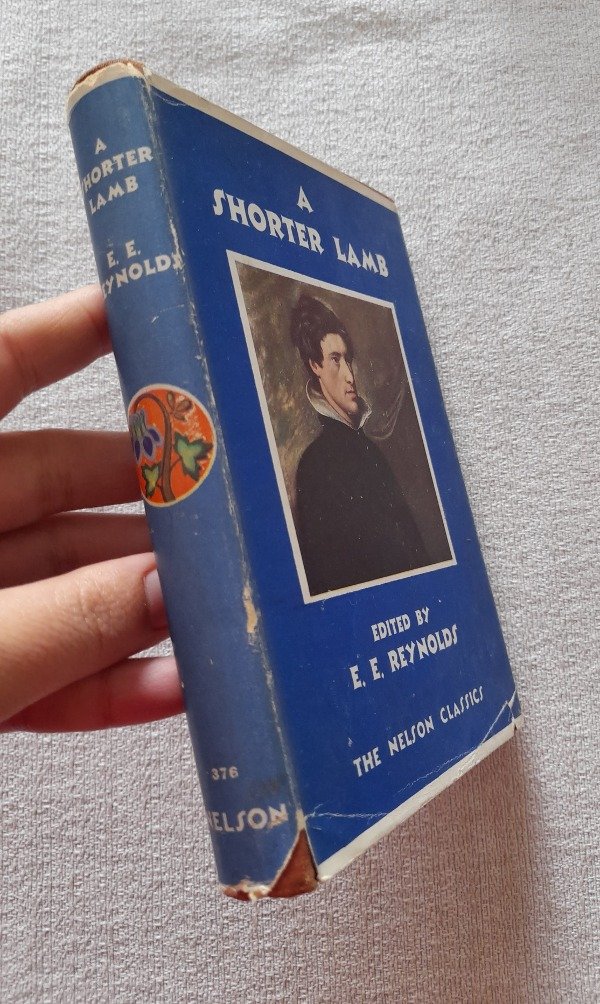 A
SHORTER
LAMB
E. E.
REYNOLDS
376
NELSON
A
SHORTER LAMB
EDITED BY
E. E. REYNOLDS
THE NELSON CLASSICS